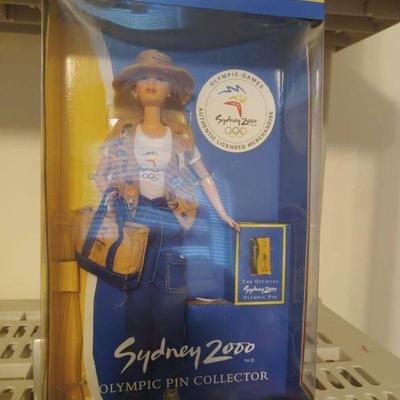 OLYMPIC GAMES
Sydney 2000
AUTHENTIC LICENSED MERCHANDISE
THE OFFICIAL
Sydney 2000
OLYMPIC PIN
Sydney 2000
OLYMPIC PIN COLLECTOR